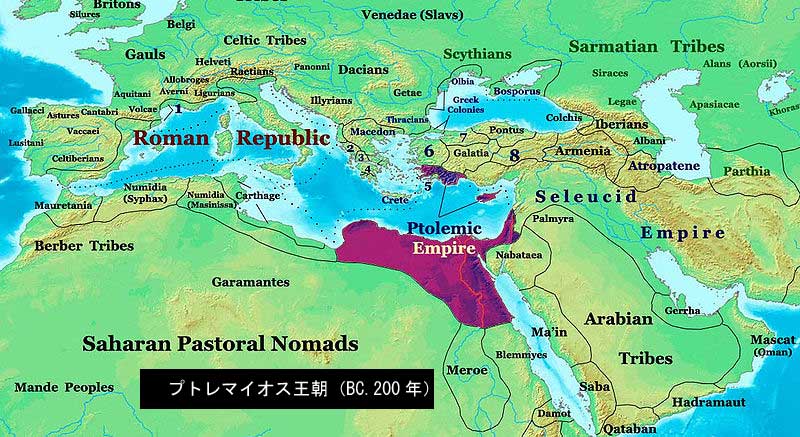 Britons
Silures
Belgi
Venedae (Slavs)
Gauls
Celtic Tribes
Helveti
Raetians
Panonni
Dacians
Scythians
Sarmatian Tribes
Alans (Aorsii)
Siraces
Allobroges
Averni
Ligurians
Aquitani
Volcae
1
Illyrians
Getae
Olbia
Bosporus
Greek
Colonies
Legae
Apasiacae
Khoras
Gallaeci
Astures
Cantabri
Vaccaei
Lusitani
Celtiberians
Roman Republic
Thracians
Macedon
2
3
4
5
6
7
8
Pontus
Galatia
Colchis
Iberians
Albani
Armenia
Atropatene
Parthia
Mauretania
Numidia
(Syphax)
Numidia
(Masinissa)
Carthage
Crete
Seleucid
Empire
Palmyra
Ptolemic
Empire
Nabataea
Berber Tribes
Garamantes
Gerrha
Saharan Pastoral Nomads
Ma'in
Arabian
Tribes
Mascat
(Oman)
Blemmyes
Meroe
Saba
Mande Peoples
プトレマイオス王朝 (BC.200年)
Damot
Hadramaut
Qataban